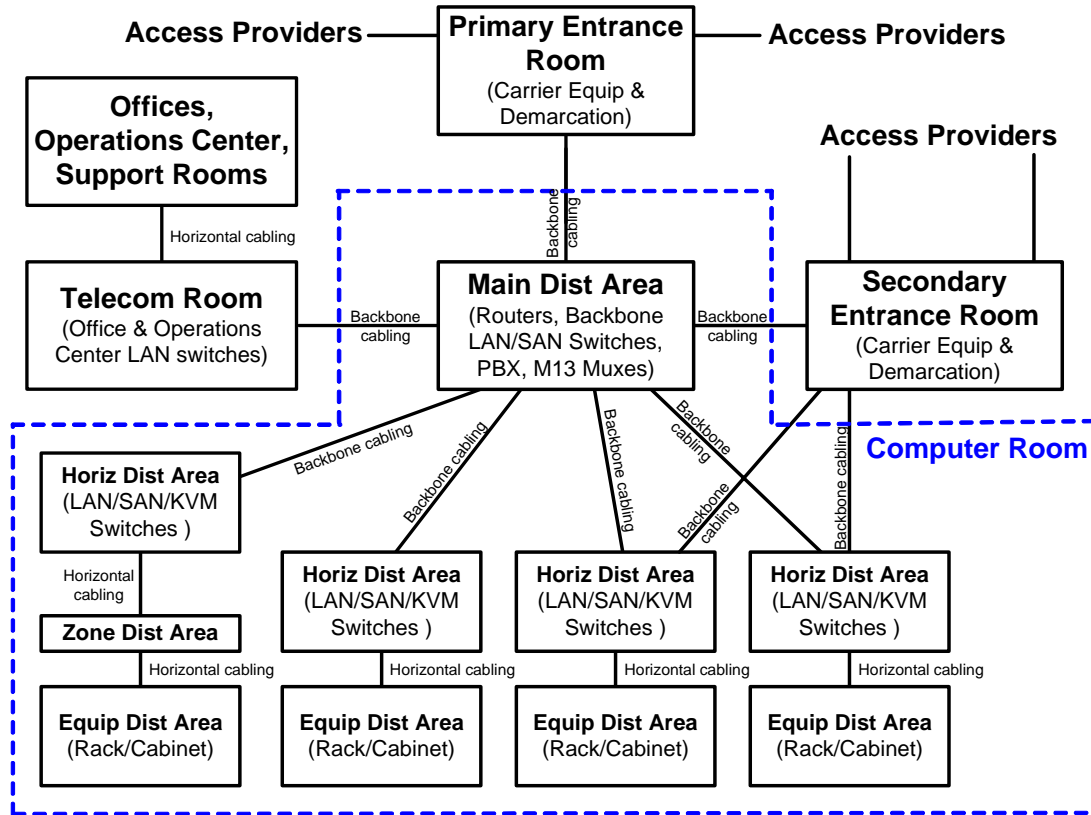 Access Providers
Primary Entrance
Room
(Carrier Equip &
Demarcation)
Access Providers
Offices,
Operations Center,
Support Rooms
Access Providers
Horizontal cabling
Backbone
cabling
Telecom Room
(Office & Operations
Center LAN switches)
Backbone
cabling
Main Dist Area
(Routers, Backbone
LAN/SAN Switches,
PBX, M13 Muxes)
Backbone
cabling
Secondary
Entrance Room
(Carrier Equip &
Demarcation)
Computer Room
Backbone cabling
Backbone cabling
Backbone
cabling
Backbone
cabling
Backbone
cabling
Backbone cabling
Horiz Dist Area
(LAN/SAN/KVM
Switches )
Horizontal
cabling
Zone Dist Area
Horizontal cabling
Equip Dist Area
(Rack/Cabinet)
Horiz Dist Area
(LAN/SAN/KVM
Switches )
Horizontal cabling
Equip Dist Area
(Rack/Cabinet)
Horiz Dist Area
(LAN/SAN/KVM
Switches )
Horizontal cabling
Equip Dist Area
(Rack/Cabinet)
Horiz Dist Area
(LAN/SAN/KVM
Switches )
Horizontal cabling
Equip Dist Area
(Rack/Cabinet)